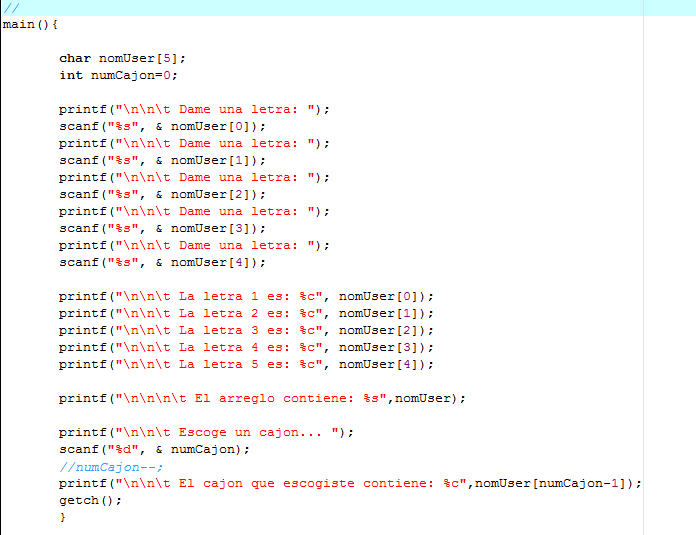 //
main(){
char nomUser[5];
int numCajon=0;
printf("\n\n\t Dame una letra: ");
scanf("%s", & nomUser[0]);
printf("\n\n\t Dame una letra: ");
scanf("%s", & nomUser[1]);
printf("\n\n\t Dame una letra: ");
scanf("%s", & nomUser[2]);
printf("\n\n\t Dame una letra: ");
scanf("%s", & nomUser[3]);
printf("\n\n\t Dame una letra: ");
scanf("%s", & nomUser[4]);
printf("\n\n\t La letra 1 es: %c", nomUser[0]);
printf("\n\n\t La letra 2 es: %c", nomUser[1]);
printf("\n\n\t La letra 3 es: %c", nomUser[2]);
printf("\n\n\t La letra 4 es: %c", nomUser[3]);
printf("\n\n\t La letra 5 es: %c", nomUser[4]);
printf("\n\n\n\t El arreglo contiene: %s",nomUser);
printf("\n\n\t Escoge un cajon... ");
scanf("%d", & numCajon);
//numCajon--;
printf("\n\n\t El cajon que escogiste contiene: %c",nomUser[numCajon-1]);
getch();
}